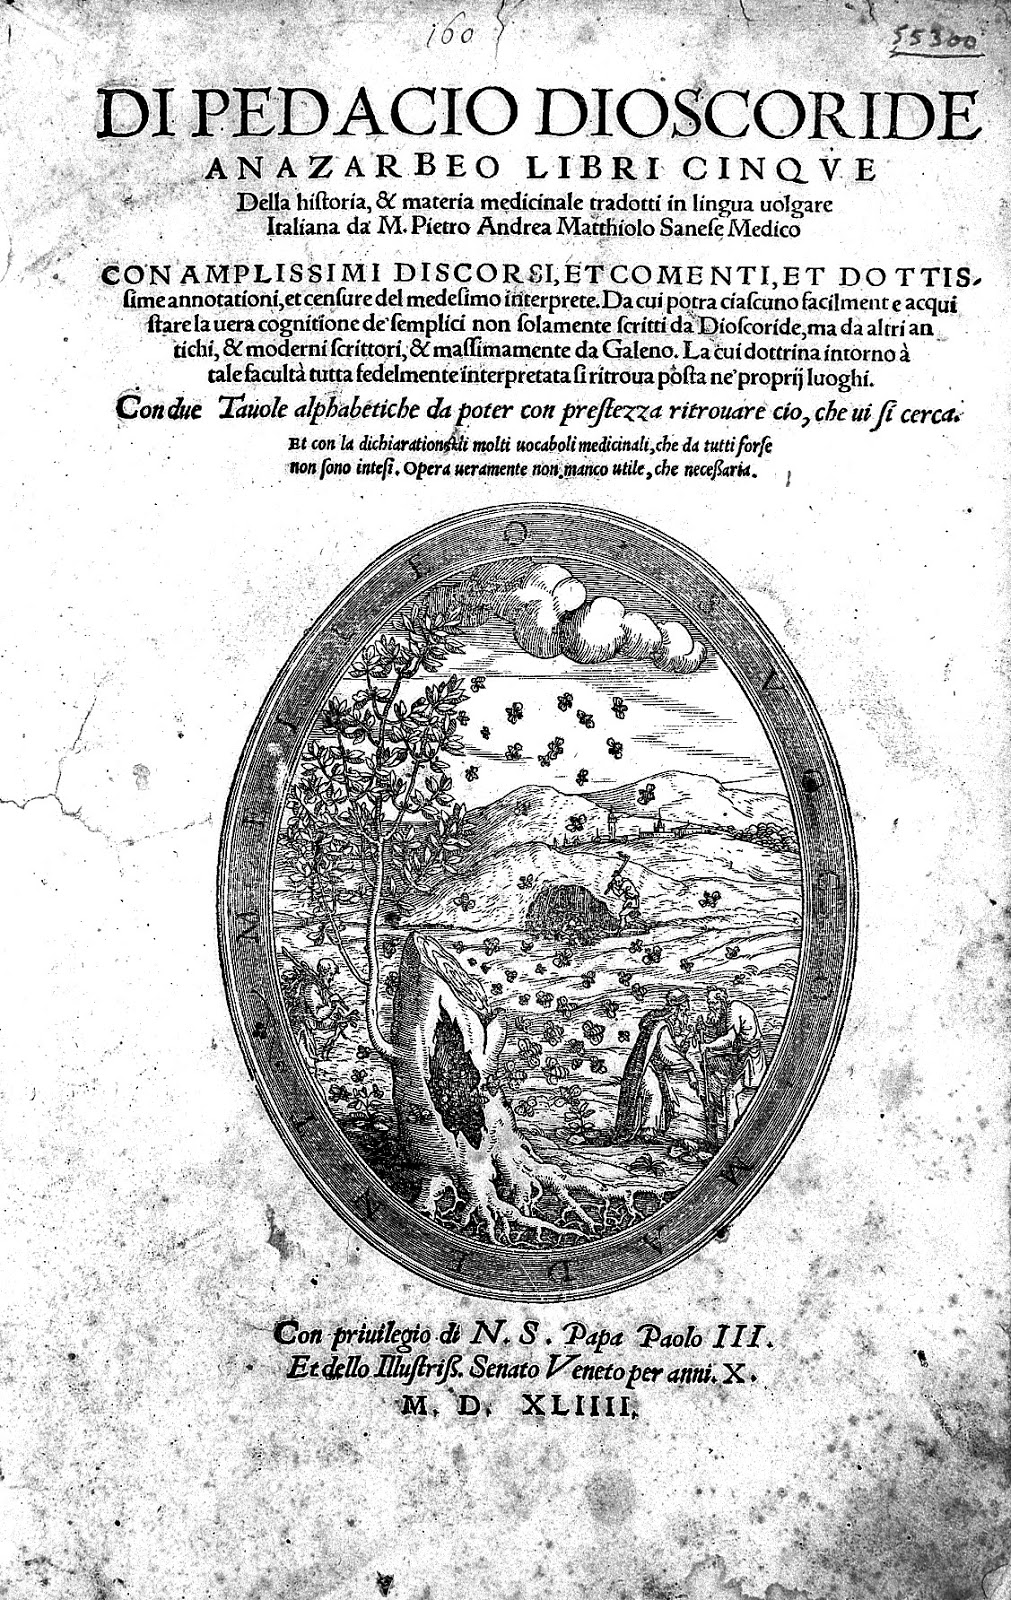 160
55300
DI PEDACIO DIOSCORIDE
ANAZARBEO LIBRI CINQVE
Della hiſtoria, & materia medicinale tradotti in lingua uolgare
Italiana da M. Pietro Andrea Matthiolo Saneſe Medico
CON AMPLISSIMI DISCORSI, ET COMENTI, ET DOTTIS,
ſime annotationi, et cenſure del medeſimo interprete. Da cui potra ciaſcuno facilmente acqui
ſtare la uera cognitione de' ſemplici non ſolamente ſcritti da Dioſcoride, ma da altri an
tichi, & moderni ſcrittori, & maſſimamente da Galeno. La cui dottrina intorno à
tale facultà tutta fedelmente interpretata ſi ritroua poſta ne' proprij luoghi.
Con due Tauole alphabetiche da poter con preſtezza ritrouare cio, che ui ſi cerca.
Et con la dichiaratione di molti uocaboli medicinali, che da tutti forſe
non ſono inteſi. Opera ueramente non manco utile, che neceſſaria.
Con priuilegio di N. S. Papa Paolo III.
Et dello Illuſtriſſ. Senato Veneto per anni. X.
M. D. XLIIII.